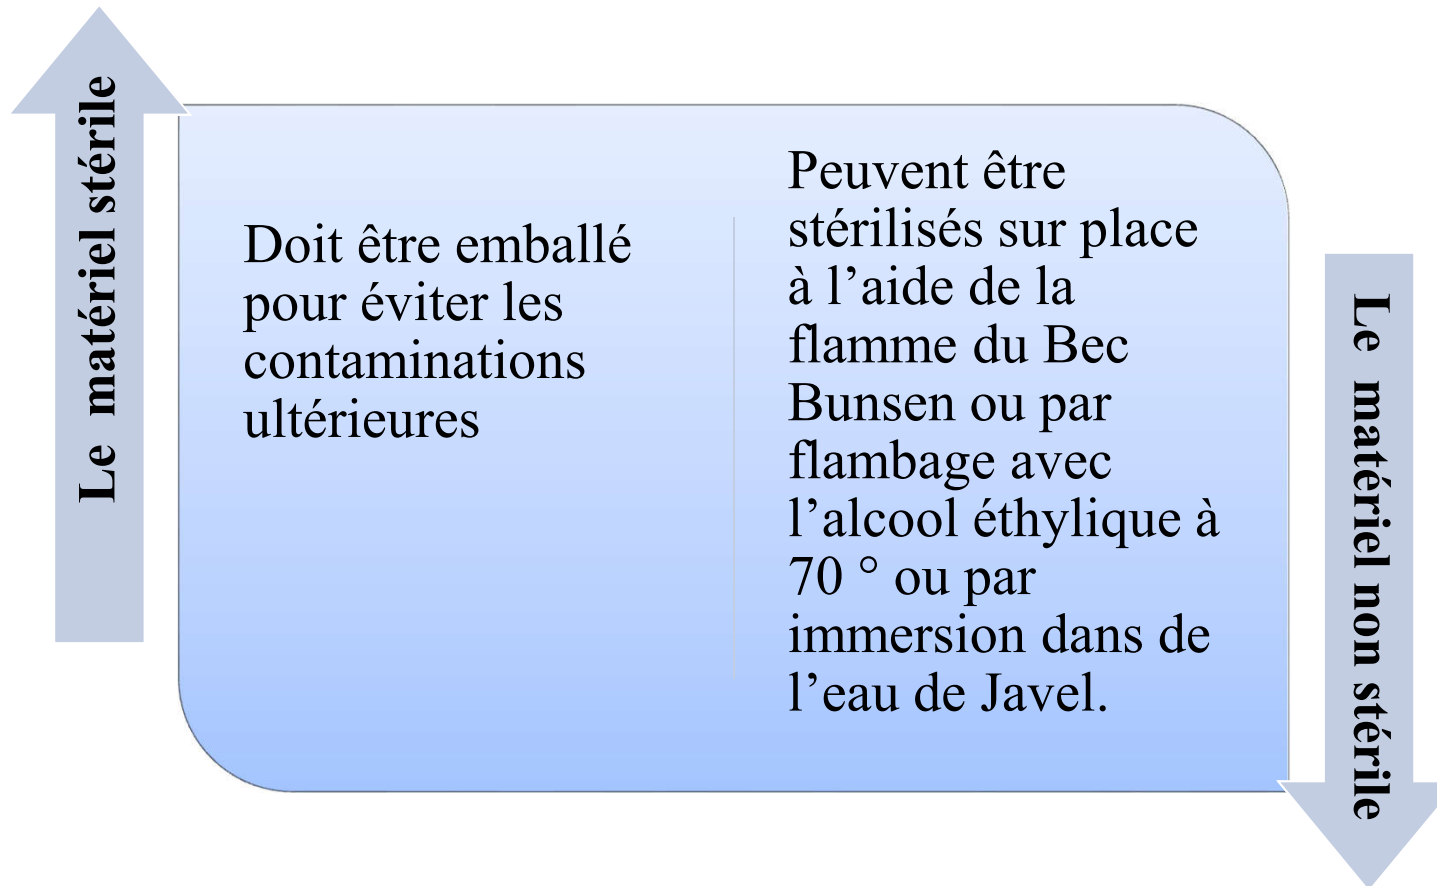 Le matériel stérile
Doit être emballé
pour éviter les
contaminations
ultérieures
Peuvent être
stérilisés sur place
à l’aide de la
flamme du Bec
Bunsen ou par
flambage avec
l’alcool éthylique à
70 ° ou par
immersion dans de
l’eau de Javel.
Le matériel non stérile